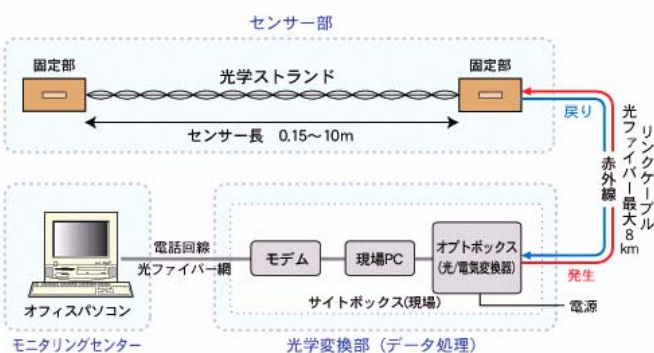 センサー部
固定部
光学ストランド
固定部
センサー長 0.15～10m
戻り
リンクケーブル
光ファイバー最大8km
赤外線
発生
電話回線
光ファイバー網
モデム
現場PC
オプトボックス
(光/電気変換器)
サイトボックス(現場)
電源
オフィスパソコン
モニタリングセンター
光学変換部（データ処理）